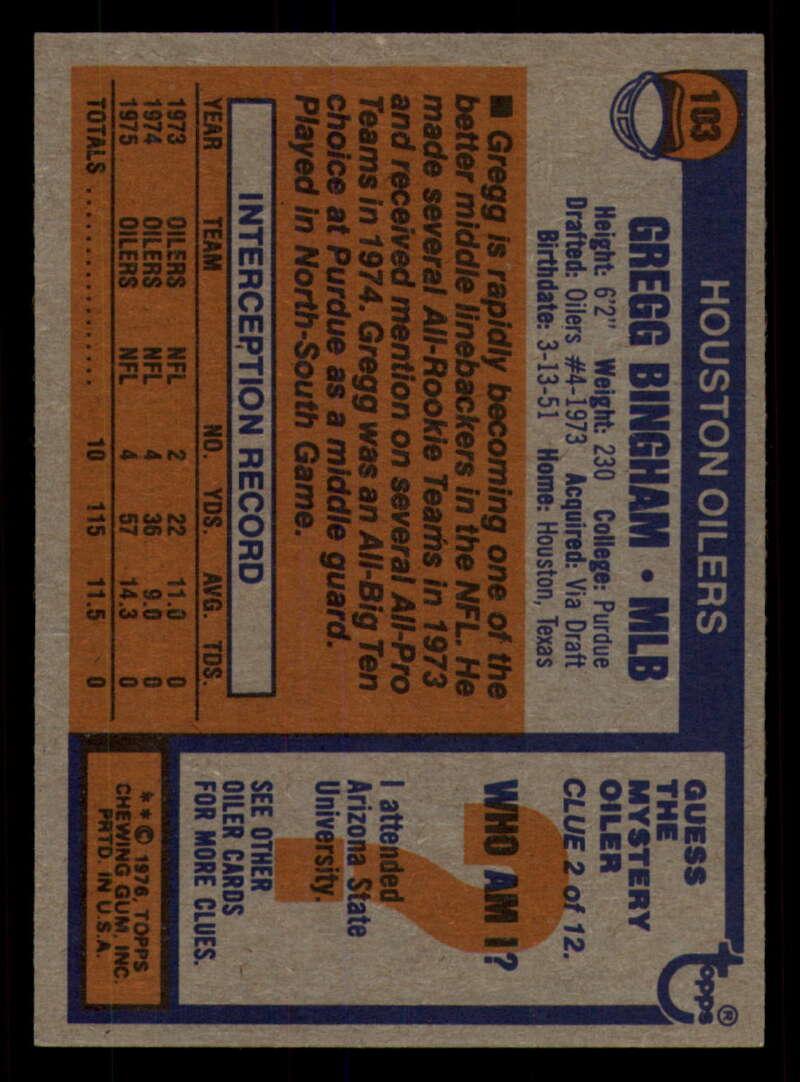 103
HOUSTON OILERS
GREGG BINGHAM • MLB
Height: 6'2" Weight: 230 College: Purdue
Drafted: Oilers #4-1973 Acquired: Via Draft
Birthdate: 3-13-51 Home: Houston, Texas
■ Gregg is rapidly becoming one of the
better middle linebackers in the NFL. He
made several All-Rookie Teams in 1973
and received mention on several All-Pro
Teams in 1974. Gregg was an All-Big Ten
choice at Purdue as a middle guard.
Played in North-South Game.
INTERCEPTION RECORD
YEAR TEAM NO. YDS. AVG. TDS.
1973 OILERS NFL 2 22 11.0 0
1974 OILERS NFL 4 36 9.0 0
1975 OILERS NFL 4 57 14.3 0
TOTALS .................... 10 115 11.5 0
topps®
GUESS
THE
MYSTERY
OILER
CLUE 2 of 12.
WHO AM I?
?
I attended
Arizona State
University.
SEE OTHER
OILER CARDS
FOR MORE CLUES.
**© 1976, TOPPS
CHEWING GUM, INC.
PRTD. IN U.S.A.